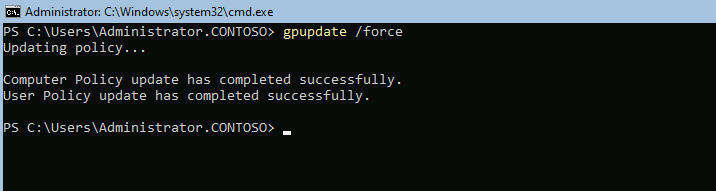 Administrator: C:\Windows\system32\cmd.exe
PS C:\Users\Administrator.CONTOSO> gpupdate /force
Updating policy...
Computer Policy update has completed successfully.
User Policy update has completed successfully.
PS C:\Users\Administrator.CONTOSO>